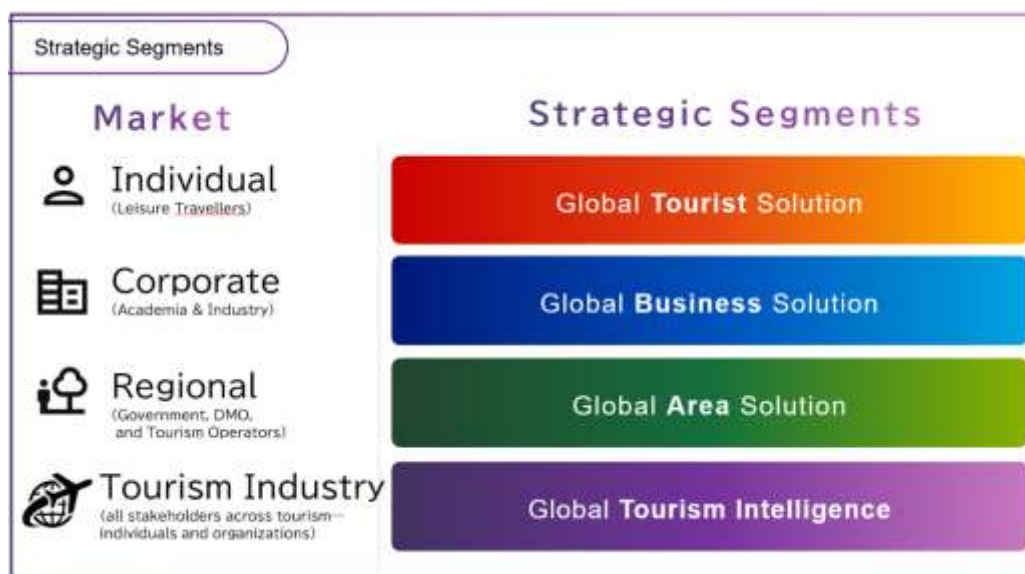 Strategic Segments
Market
Strategic Segments
Individual
(Leisure Travellers)
Global Tourist Solution
Corporate
(Academia & Industry)
Global Business Solution
Regional
(Government, DMO,
and Tourism Operators)
Global Area Solution
Tourism Industry
(all stakeholders across tourism—
individuals and organizations)
Global Tourism Intelligence